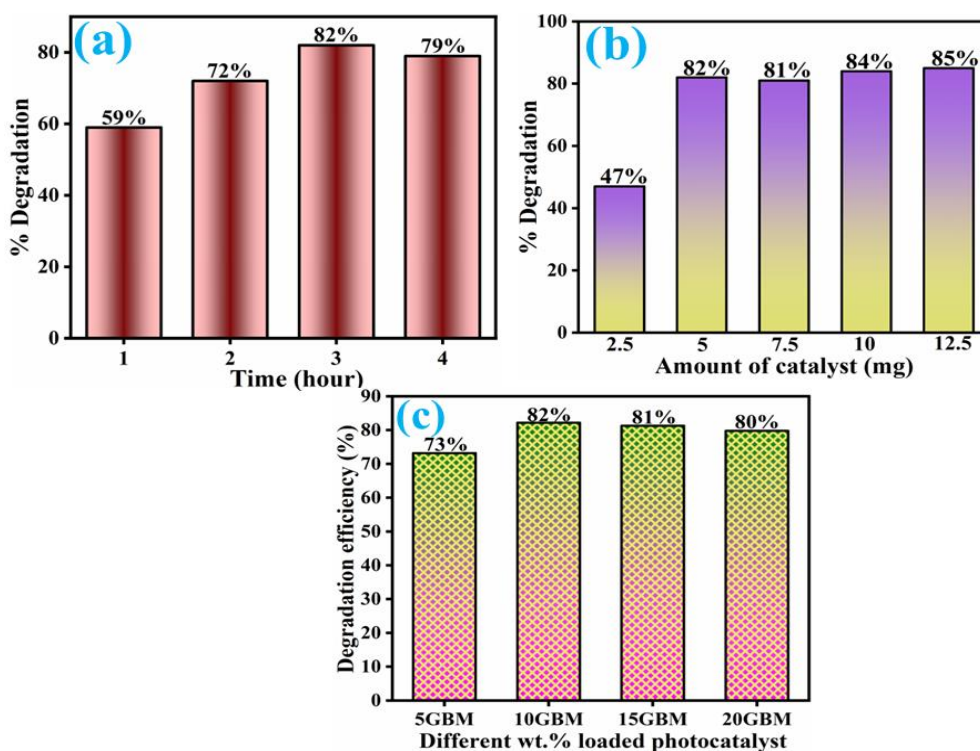 (a)
% Degradation
80
60
40
20
0
59%
72%
82%
79%
1 2 3 4
Time (hour)
(b)
% Degradation
100
80
60
40
20
0
47%
82%
81%
84%
85%
2.5 5 7.5 10 12.5
Amount of catalyst (mg)
(c)
Degradation efficiency (%)
90
80
70
60
50
40
30
20
10
0
73%
82%
81%
80%
5GBM 10GBM 15GBM 20GBM
Different wt.% loaded photocatalyst